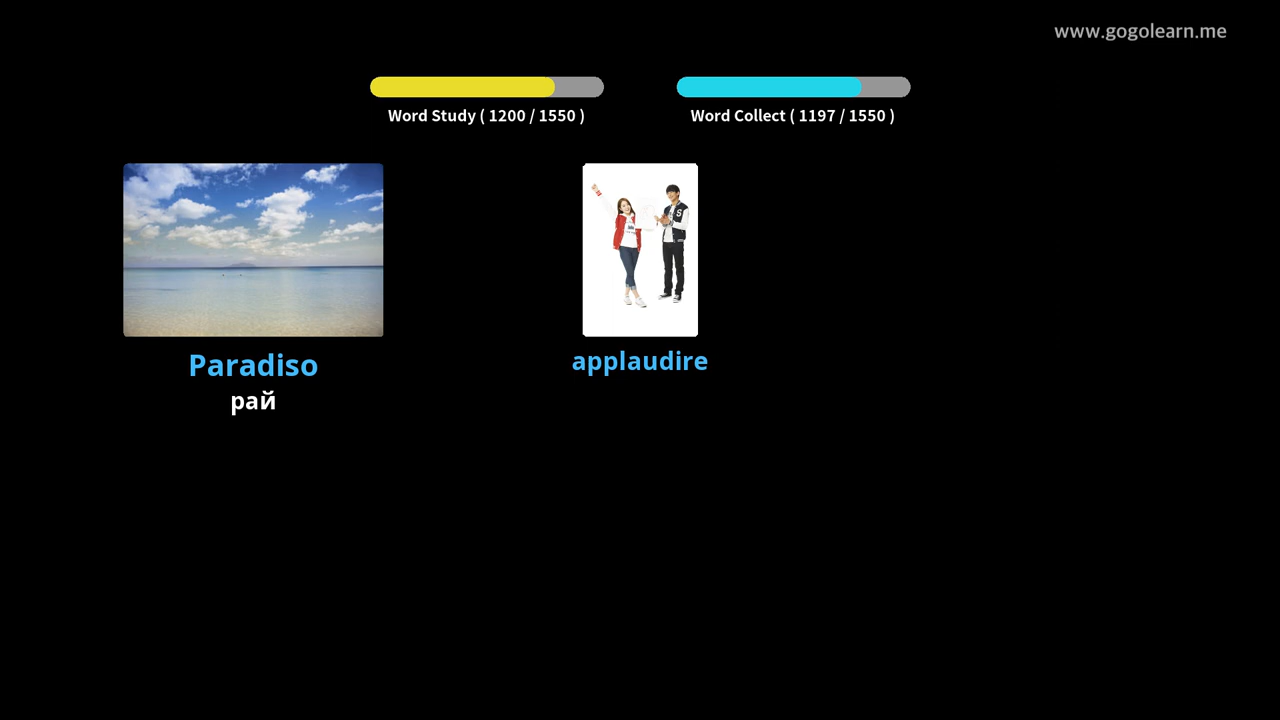 www.gogolearn.me
Word Study ( 1200 / 1550 )
Word Collect ( 1197 / 1550 )
Paradiso
рай
applaudire